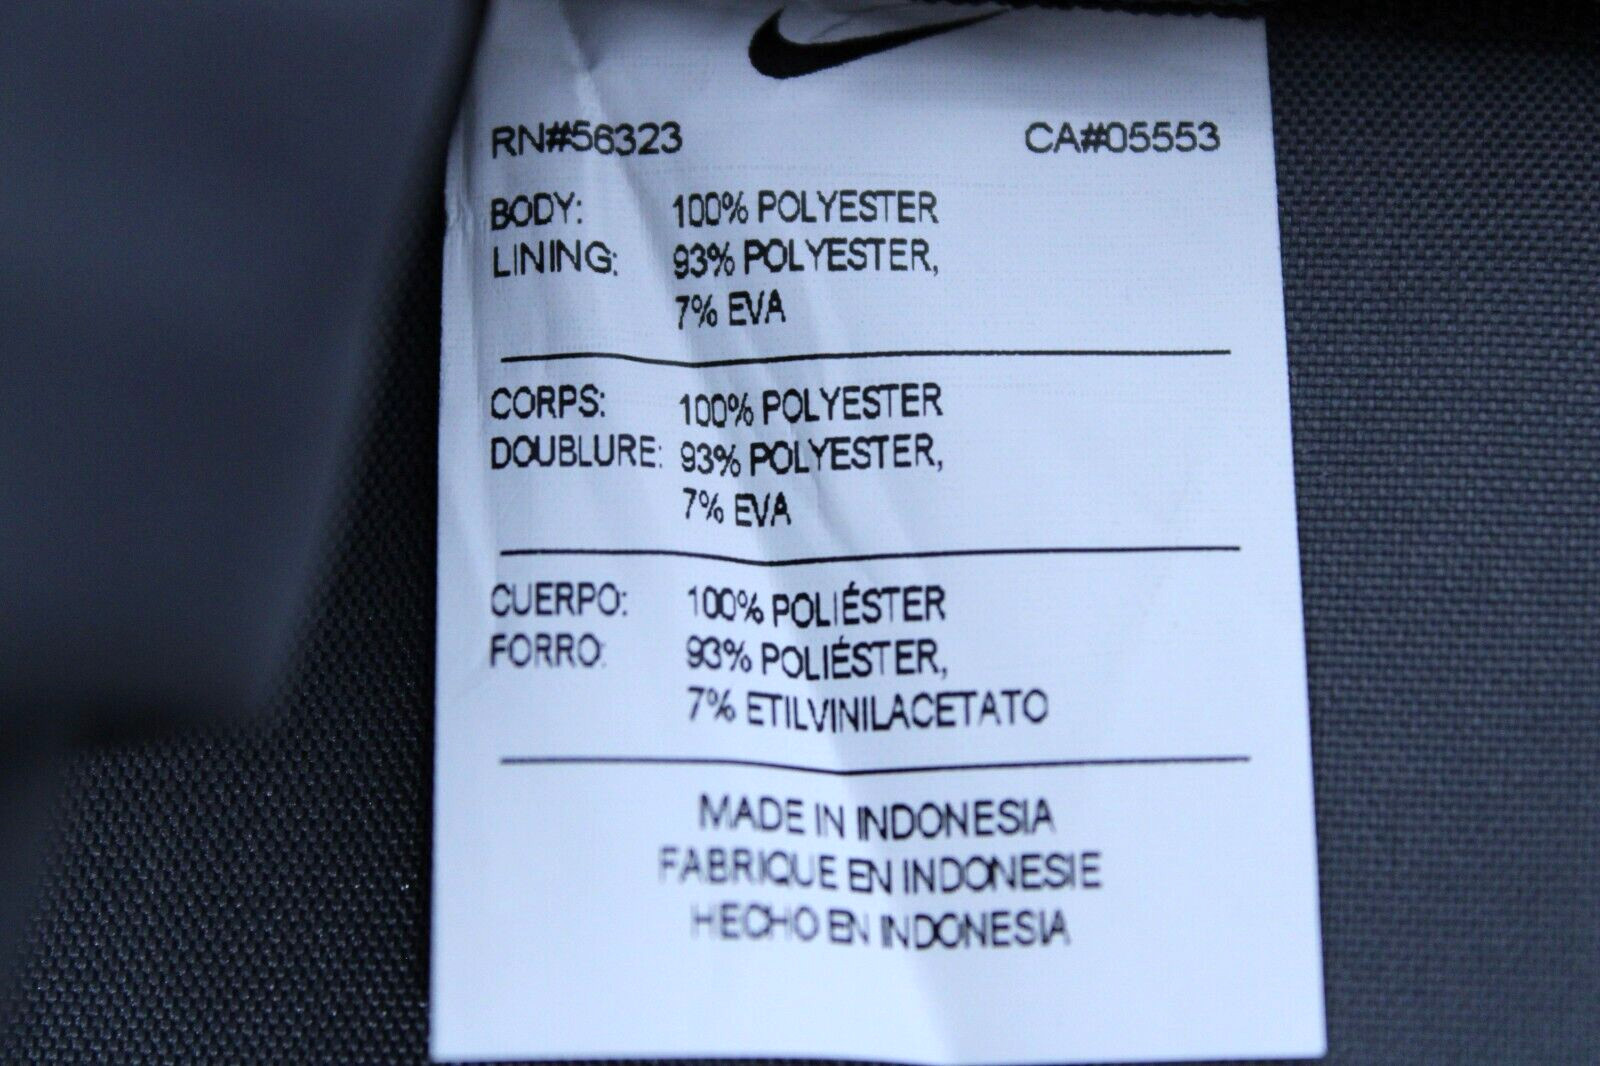 RN#56323 CA#05553
BODY: 100% POLYESTER
LINING: 93% POLYESTER,
7% EVA
CORPS: 100% POLYESTER
DOUBLURE: 93% POLYESTER,
7% EVA
CUERPO: 100% POLIÉSTER
FORRO: 93% POLIÉSTER,
7% ETILVINILACETATO
MADE IN INDONESIA
FABRIQUE EN INDONESIE
HECHO EN INDONESIA